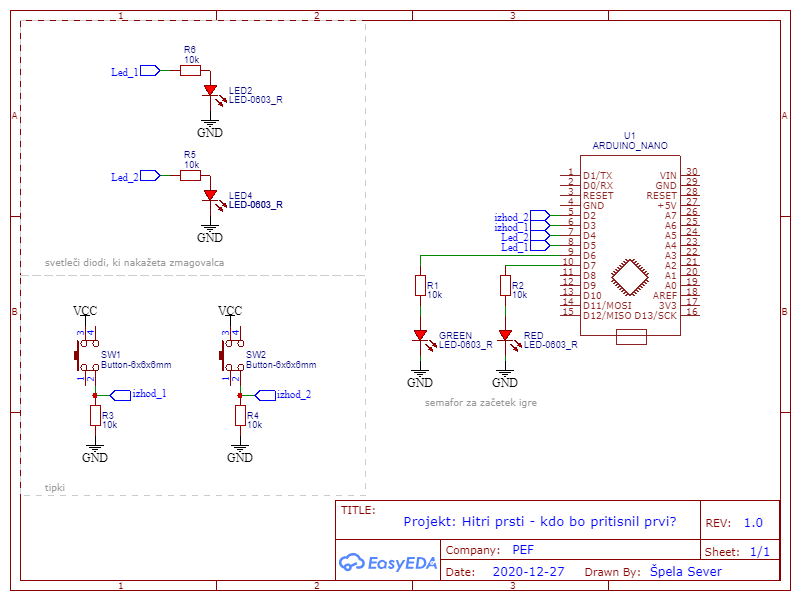 1 2 3
A A
B B
R6
10k
Led_1
LED2
LED-0603_R
GND
R5
10k
Led_2
LED4
LED-0603_R
GND
svetleči diodi, ki nakažeta zmagovalca
VCC
3 4
SW1
Button-6x6x6mm
1 2
izhod_1
R3
10k
GND
VCC
3 4
SW2
Button-6x6x6mm
1 2
izhod_2
R4
10k
GND
tipki
U1
ARDUINO_NANO
1 D1/TX VIN 30
2 D0/RX GND 29
3 RESET RESET 28
4 GND +5V 27
izhod_2 5 D2 A7 26
izhod_1 6 D3 A6 25
Led_2 7 D4 A5 24
Led_1 8 D5 A4 23
9 D6 A3 22
10 D7 A2 21
11 D8 A1 20
12 D9 A0 19
13 D10 AREF 18
14 D11/MOSI 3V3 17
15 D12/MISO D13/SCK 16
R1
10k
GREEN
LED-0603_R
GND
R2
10k
RED
LED-0603_R
GND
semafor za začetek igre
TITLE:
Projekt: Hitri prsti - kdo bo pritisnil prvi?
REV: 1.0
EasyEDA
Company: PEF
Sheet: 1/1
Date: 2020-12-27 Drawn By: Špela Sever
1 2 3